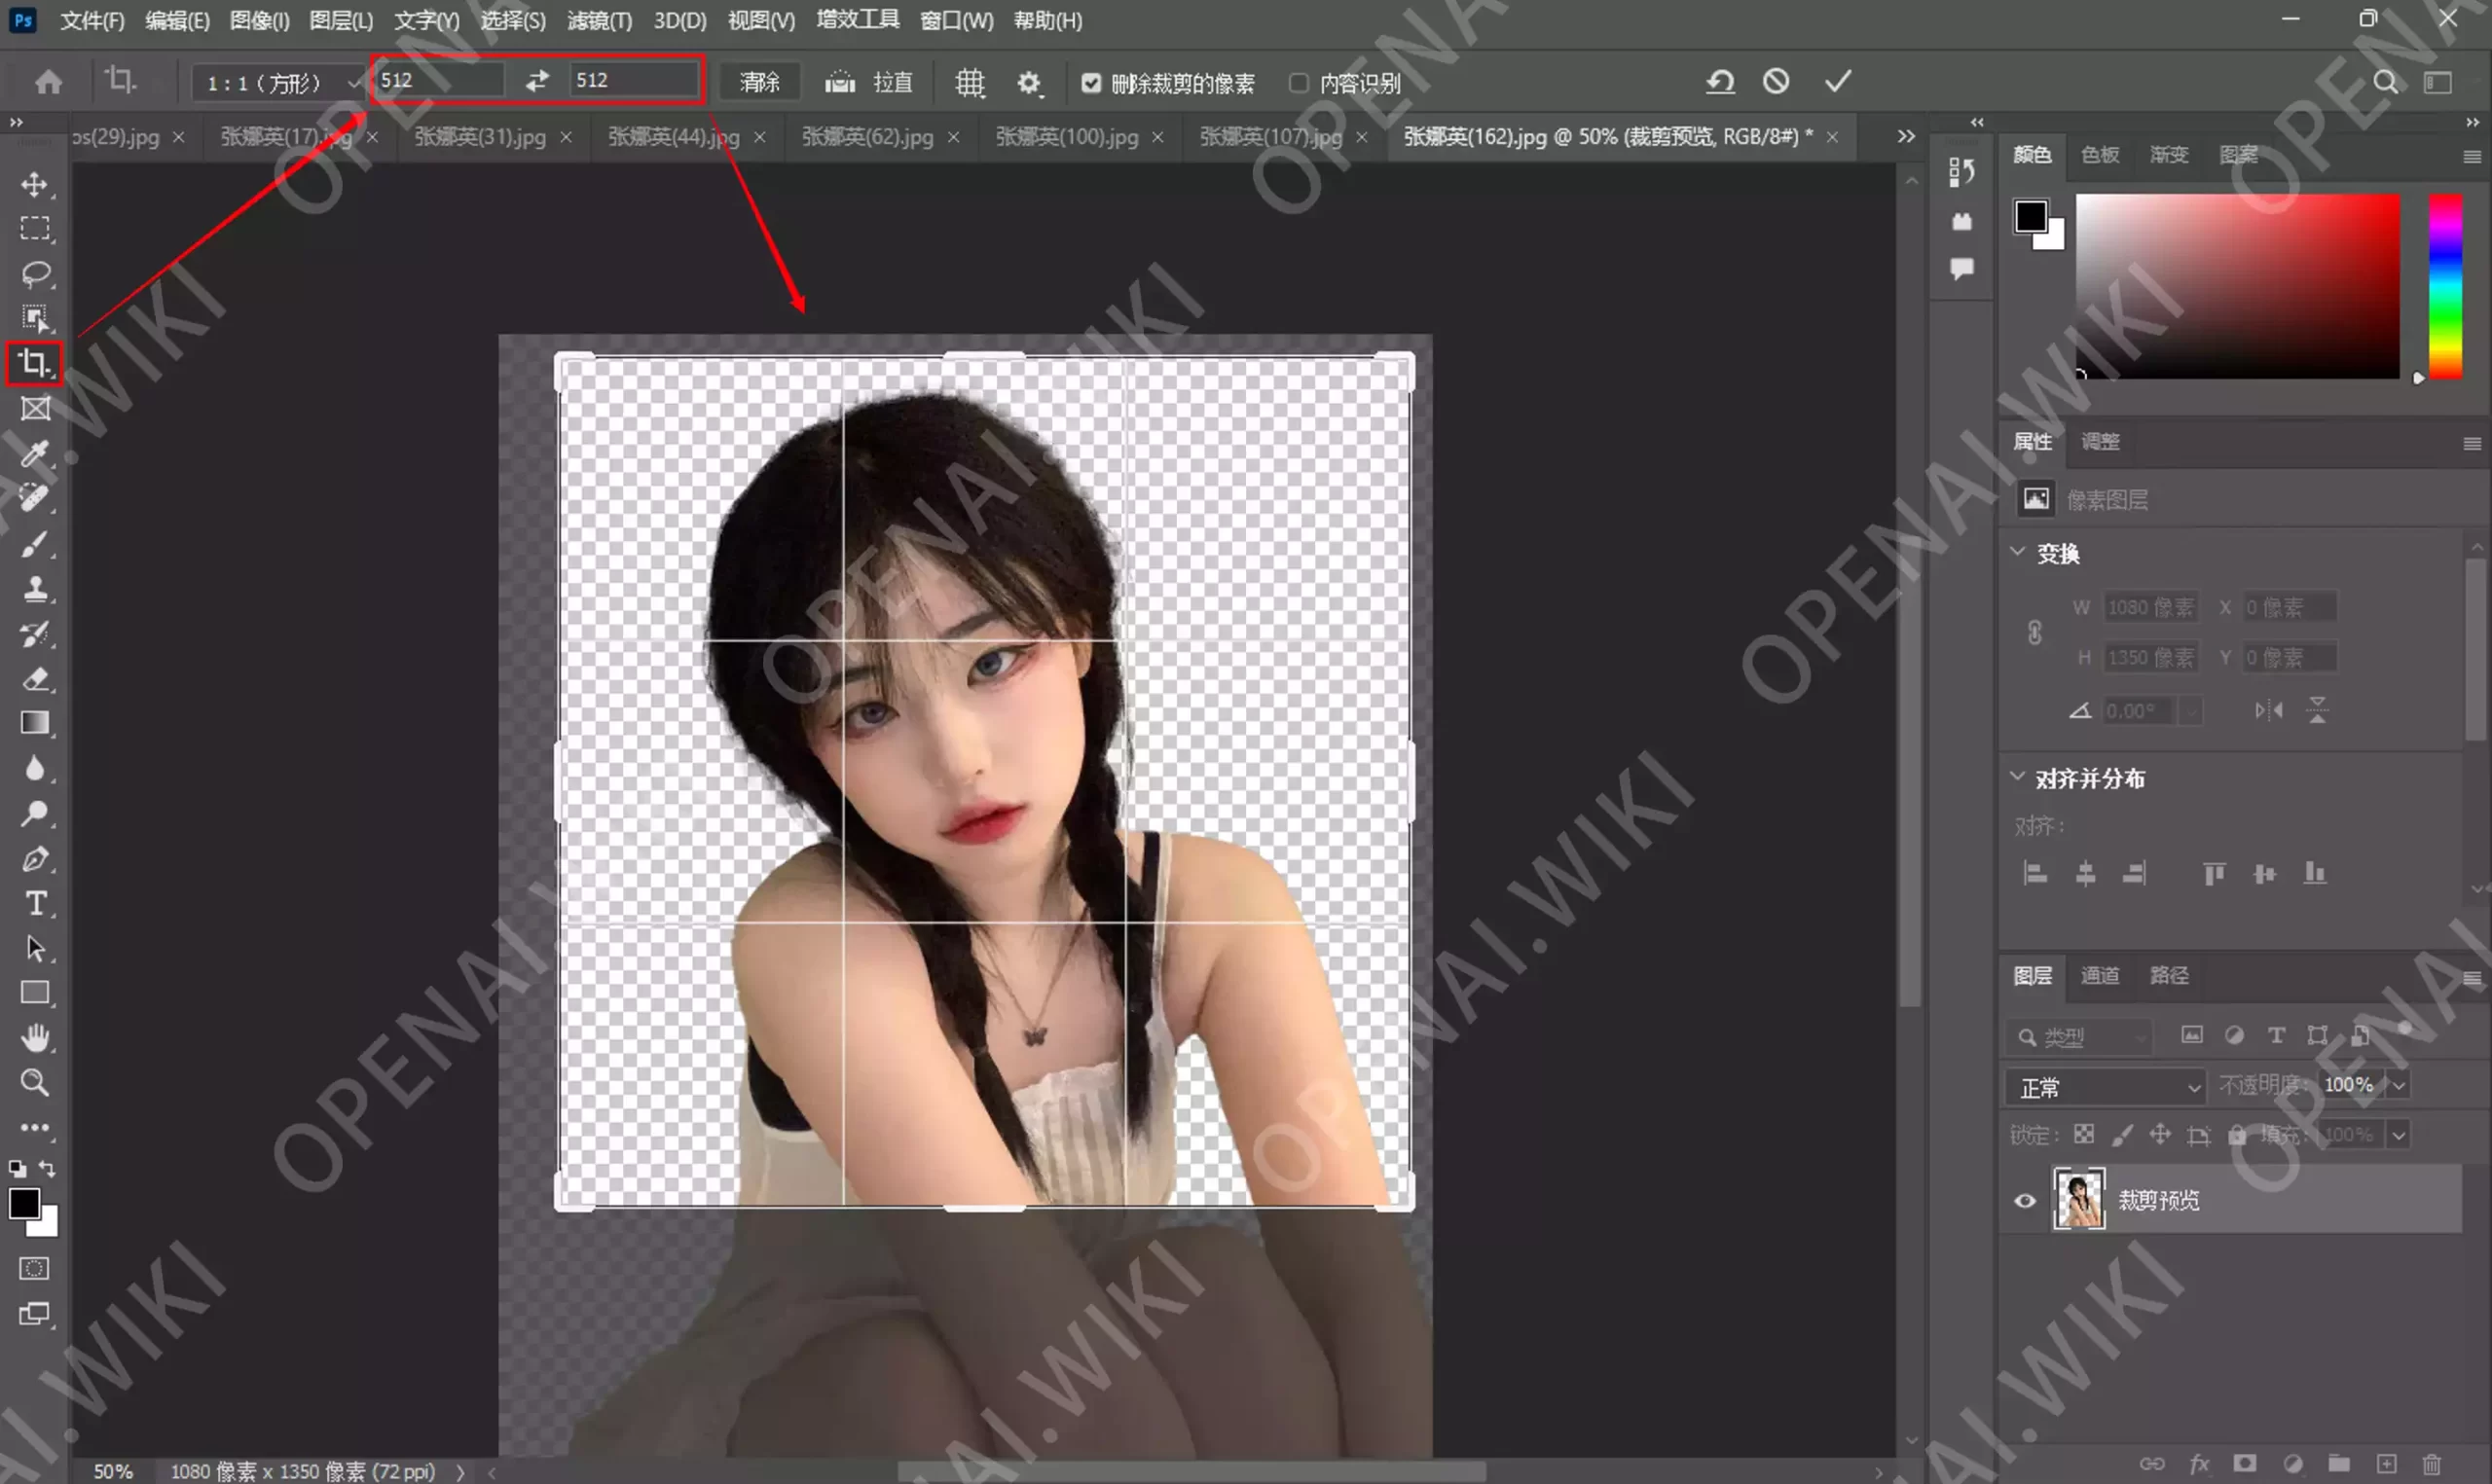 Ps 文件(F) 编辑(E) 图像(I) 图层(L) 文字(Y) 选择(S) 滤镜(T) 3D(D) 视图(V) 增效工具 窗口(W) 帮助(H)
1 : 1 (方形) 512 512 清除 拉直 删除裁剪的像素 内容识别
os(29).jpg 张娜英(17).jpg 张娜英(31).jpg 张娜英(44).jpg 张娜英(62).jpg 张娜英(100).jpg 张娜英(107).jpg 张娜英(162).jpg @ 50% (裁剪预览, RGB/8#) *
颜色 色板 渐变 图案
属性 调整
像素图层
变换
W 1080 像素 X 0 像素
H 1350 像素 Y 0 像素
0.00°
对齐并分布
对齐:
图层 通道 路径
类型
正常 不透明度: 100%
锁定: 填充: 100%
裁剪预览
50% 1080 像素 x 1350 像素 (72 ppi)
OPENAI.WIKI
OPENAI.WIKI
OPENAI.WIKI
OPENAI.WIKI